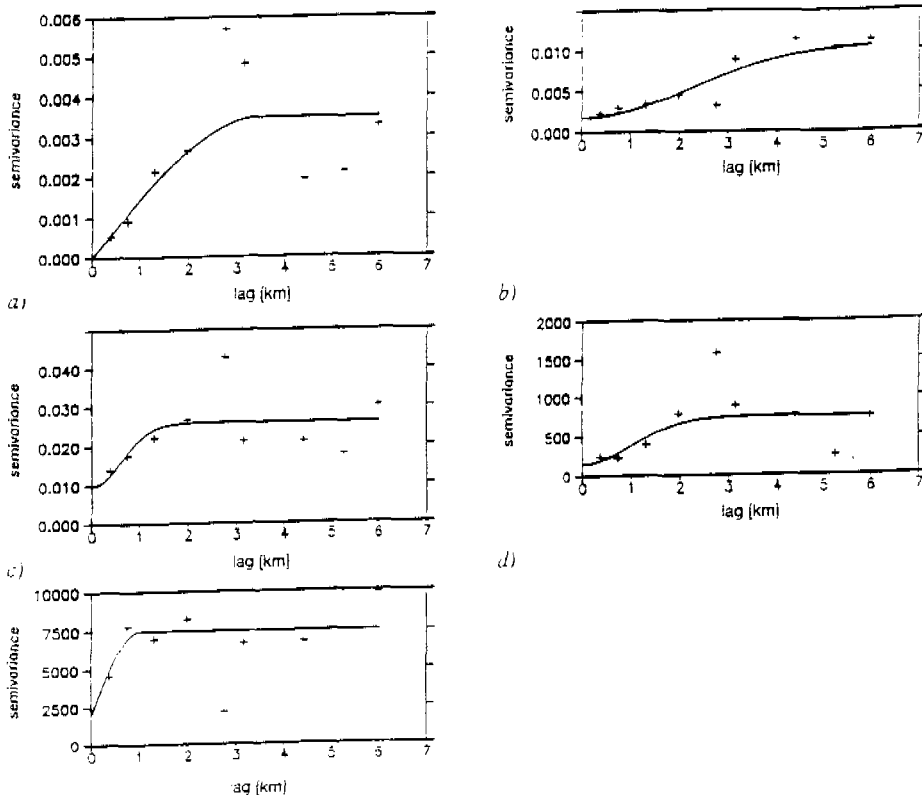 0.006
0.005
0.004
0.003
0.002
0.001
0.000
semivariance
0 1 2 3 4 5 6 7
lag (km)
a)
0.010
0.005
0.000
semivariance
0 1 2 3 4 5 6 7
lag (km)
b)
0.040
0.030
0.020
0.010
0.000
semivariance
0 1 2 3 4 5 6 7
lag (km)
c)
2000
1500
1000
500
0
semivariance
0 1 2 3 4 5 6 7
lag (km)
d)
10000
7500
5000
2500
0
semivariance
0 1 2 3 4 5 6 7
lag (km)